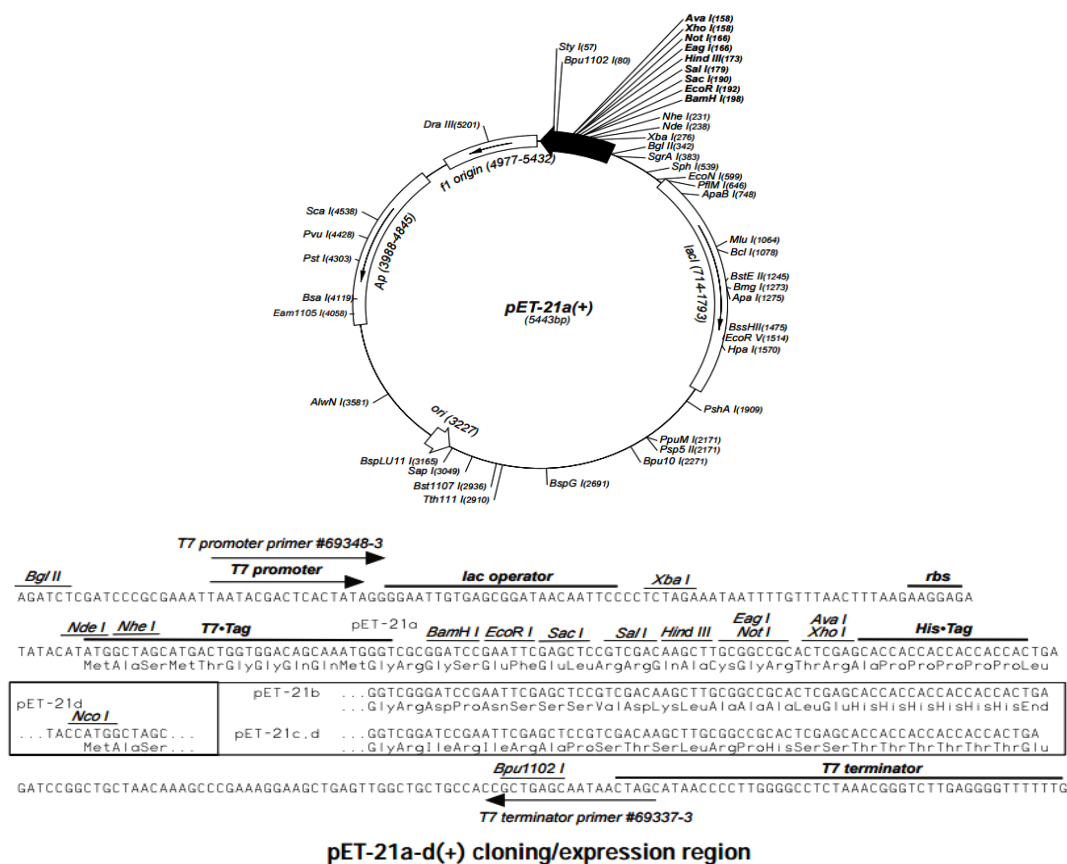 Ava I(158)
Xho I(158)
Not I(166)
Eag I(166)
Hind III(173)
Sal I(179)
Sac I(190)
EcoR I(192)
BamH I(198)
Sty I(57)
Bpu1102 I(80)
Nhe I(231)
Nde I(238)
Xba I(276)
Bgl II(342)
SgrA I(383)
Sph I(539)
EcoN I(599)
PflM I(646)
ApaB I(748)
Dra III(5201)
f1 origin (4977-5432)
Sca I(4538)
Pvu I(4428)
Pst I(4303)
Bsa I(4119)
Eam1105 I(4058)
Ap (3988-4845)
lacI (714-1793)
Mlu I(1064)
Bcl I(1078)
BstE II(1245)
Bmg I(1273)
Apa I(1275)
BssHII(1475)
EcoR V(1514)
Hpa I(1570)
pET-21a(+)
(5443bp)
AlwN I(3581)
ori (3227)
PshA I(1909)
PpuM I(2171)
Psp5 II(2171)
Bpu10 I(2271)
BspLU11 I(3165)
Sap I(3049)
Bst1107 I(2936)
Tth111 I(2910)
BspG I(2691)
T7 promoter primer #69348-3
Bgl II T7 promoter lac operator Xba I rbs
AGATCTCGATCCCGCGAAATTAATACGACTCACTATAGGGGAATTGTGAGCGGATAACAATTCCCCTCTAGAAATAATTTTGTTTAACTTTAAGAAGGAGA
Nde I Nhe I T7•Tag pET-21a BamH I EcoR I Sac I Sal I Hind III Eag I Not I Ava I Xho I His•Tag
TATACATATGGCTAGCATGACTGGTGGACAGCAAATGGGTCGCGGATCCGAATTCGAGCTCCGTCGACAAGCTTGCGGCCGCACTCGAGCACCACCACCACCACCACTGA
MetAlaSerMetThrGlyGlyGlnGlnMetGlyArgGlySerGluPheGluLeuArgArgGlnAlaCysGlyArgThrArgAlaProProProProProLeu
pET-21d
Nco I
...TACCATGGCTAGC...
MetAlaSer...
pET-21b ...GGTCGGGATCCGAATTCGAGCTCCGTCGACAAGCTTGCGGCCGCACTCGAGCACCACCACCACCACCACTGA
...GlyArgAspProAsnSerSerSerValAspLysLeuAlaAlaAlaLeuGluHisHisHisHisHisHisEnd
pET-21c,d ...GGTCGGATCCGAATTCGAGCTCCGTCGACAAGCTTGCGGCCGCACTCGAGCACCACCACCACCACCACTGA
...GlyArgIleArgIleArgAlaProSerThrSerLeuArgProHisSerSerThrThrThrThrThrThrGlu
Bpu1102 I T7 terminator
GATCCGGCTGCTAACAAAGCCCGAAAGGAAGCTGAGTTGGCTGCTGCCACCGCTGAGCAATAACTAGCATAACCCCTTGGGGCCTCTAAACGGGTCTTGAGGGGTTTTTTG
T7 terminator primer #69337-3
pET-21a-d(+) cloning/expression region